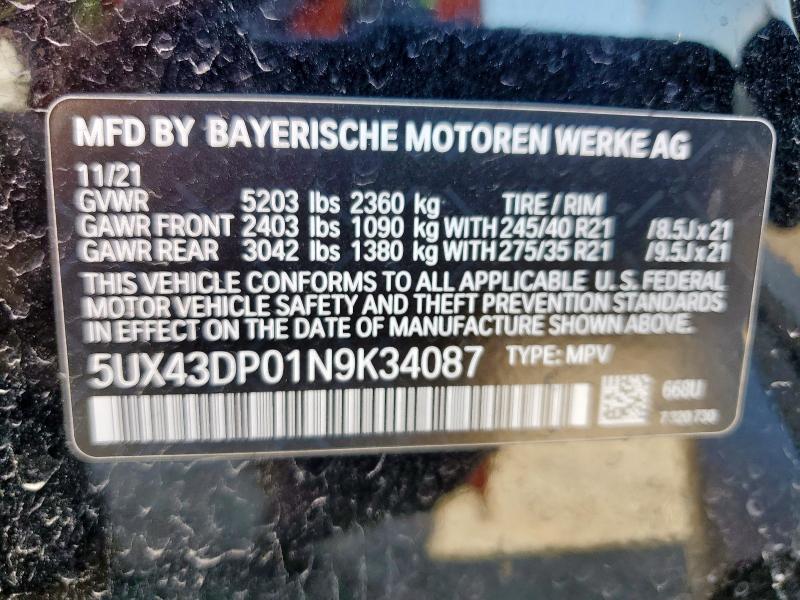 MFD BY BAYERISCHE MOTOREN WERKE AG
11/21
GVWR 5203 lbs 2360 kg TIRE / RIM
GAWR FRONT 2403 lbs 1090 kg WITH 245/40 R21 /8.5Jx21
GAWR REAR 3042 lbs 1380 kg WITH 275/35 R21 /9.5Jx21
THIS VEHICLE CONFORMS TO ALL APPLICABLE U. S. FEDERAL
MOTOR VEHICLE SAFETY AND THEFT PREVENTION STANDARDS
IN EFFECT ON THE DATE OF MANUFACTURE SHOWN ABOVE.
5UX43DP01N9K34087 TYPE: MPV
668U